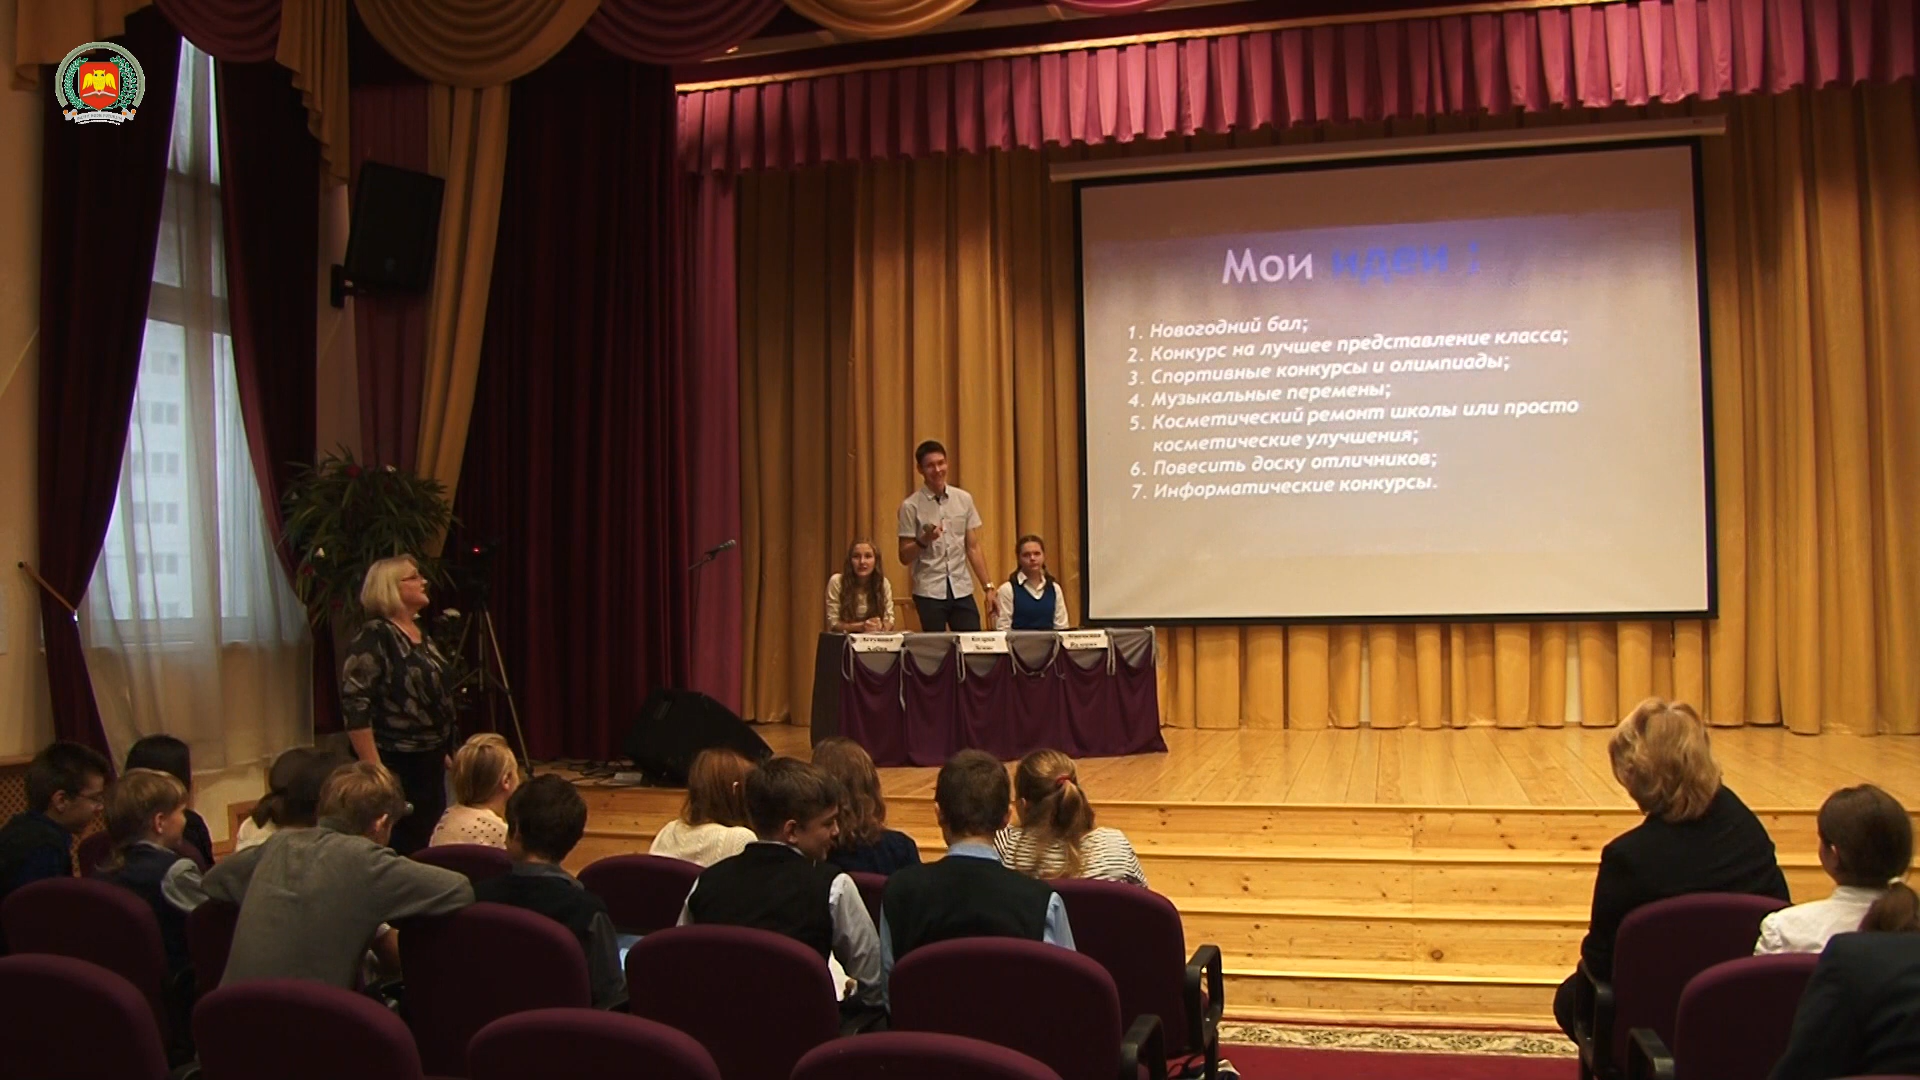 Мои идеи :
1. Новогодний бал;
2. Конкурс на лучшее представление класса;
3. Спортивные конкурсы и олимпиады;
4. Музыкальные перемены;
5. Косметический ремонт школы или просто
косметические улучшения;
6. Повесить доску отличников;
7. Информатические конкурсы.